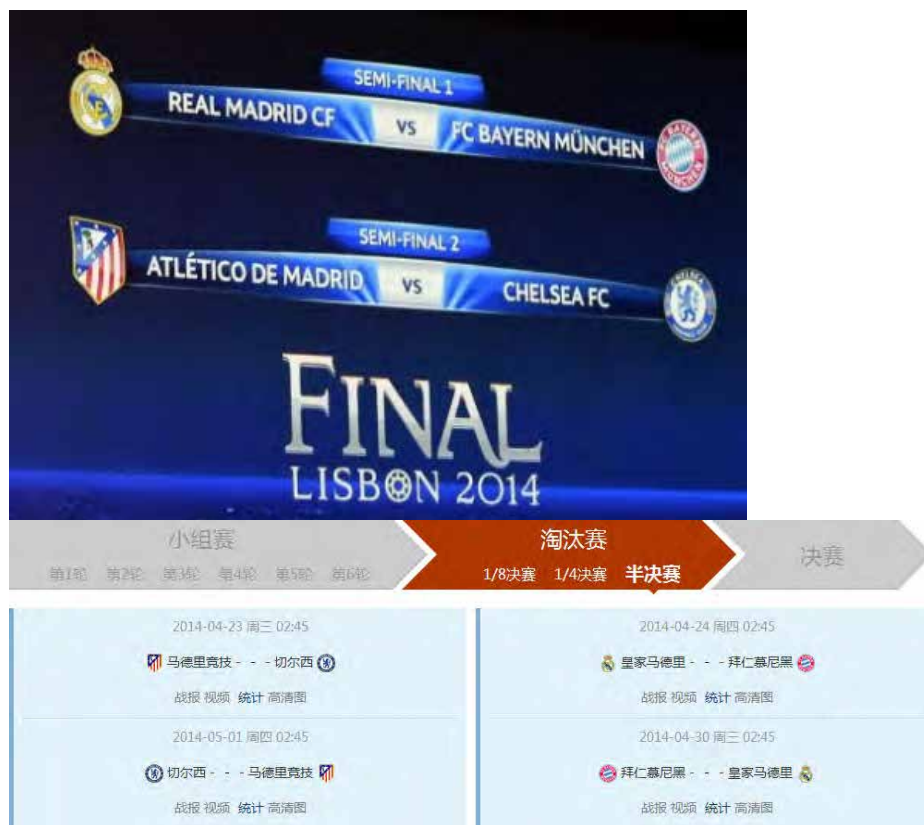 SEMI-FINAL 1
REAL MADRID CF VS FC BAYERN MÜNCHEN
SEMI-FINAL 2
ATLÉTICO DE MADRID VS CHELSEA FC
FINAL
LISBON 2014
小组赛 淘汰赛 决赛
第1轮 第2轮 第3轮 第4轮 第5轮 第6轮 1/8决赛 1/4决赛 半决赛
2014-04-23 周三 02:45
马德里竞技 - - - 切尔西
战报 视频 统计 高清图
2014-05-01 周四 02:45
切尔西 - - - 马德里竞技
战报 视频 统计 高清图
2014-04-24 周四 02:45
皇家马德里 - - - 拜仁慕尼黑
战报 视频 统计 高清图
2014-04-30 周三 02:45
拜仁慕尼黑 - - - 皇家马德里
战报 视频 统计 高清图